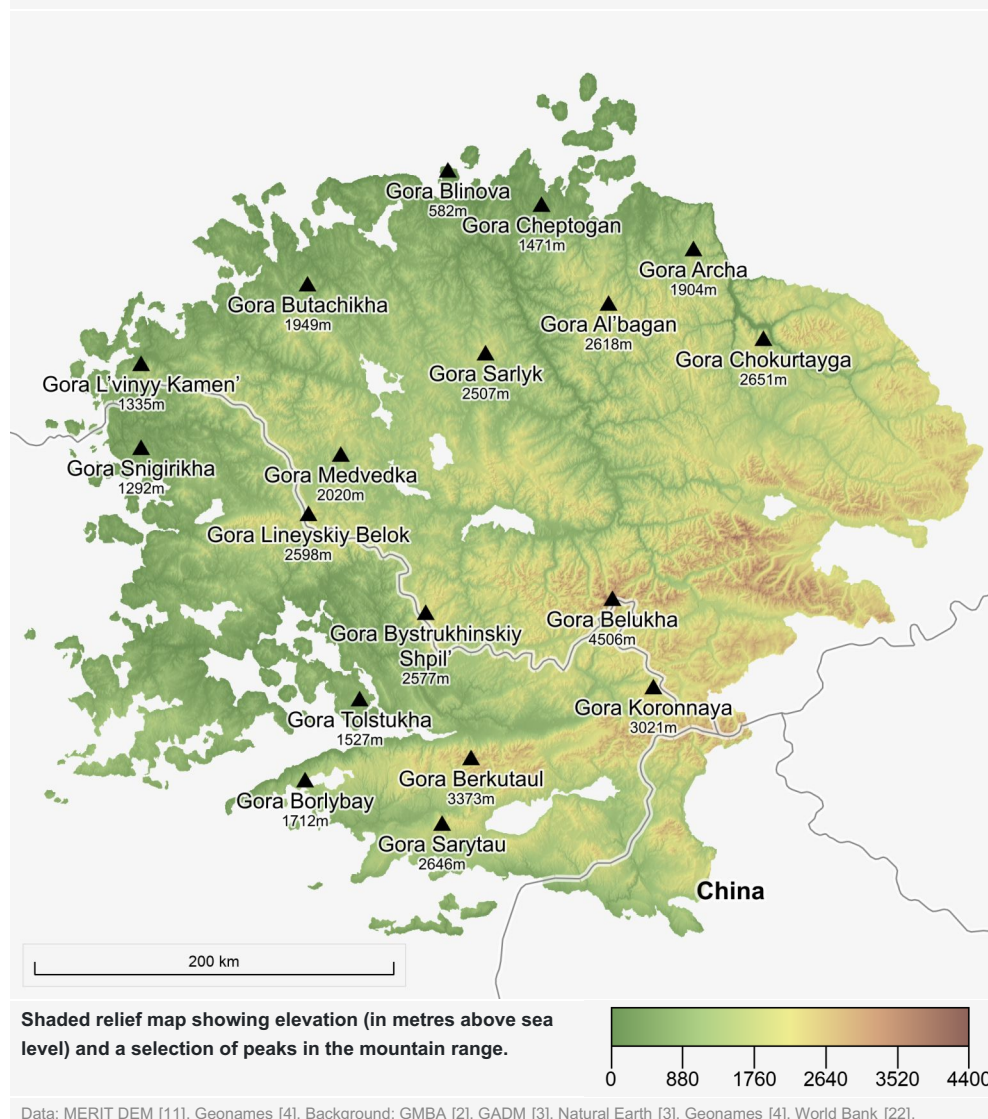 Gora Blinova
582m
Gora Cheptogan
1471m
Gora Archa
1904m
Gora Butachikha
1949m
Gora Al'bagan
2618m
Gora Chokurtayga
2651m
Gora Sarlyk
2507m
Gora L'vinyy Kamen'
1335m
Gora Snigirikha
1292m
Gora Medvedka
2020m
Gora Lineyskiy Belok
2598m
Gora Bystrukhinskiy
Shpil'
2577m
Gora Belukha
4506m
Gora Koronnaya
3021m
Gora Tolstukha
1527m
Gora Berkutaul
3373m
Gora Borlybay
1712m
Gora Sarytau
2646m
China
200 km
Shaded relief map showing elevation (in metres above sea
level) and a selection of peaks in the mountain range.
0 880 1760 2640 3520 4400
Data: MERIT DEM [11], Geonames [4]. Background: GMBA [2], GADM [3], Natural Earth [3], Geonames [4], World Bank [22].